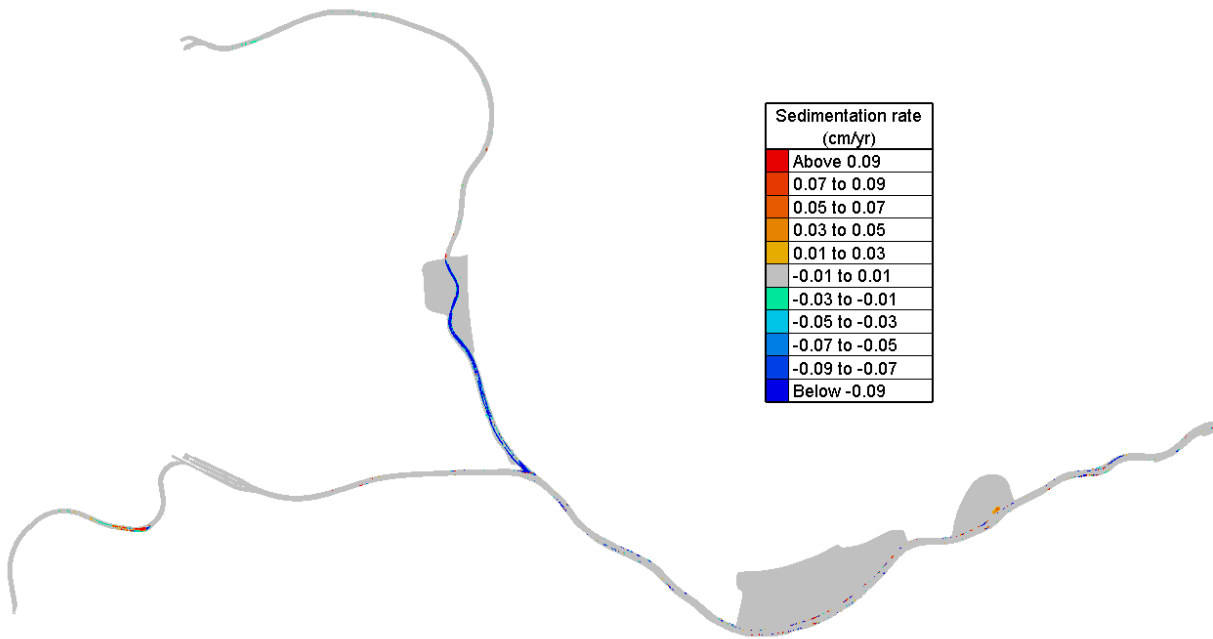 Sedimentation rate
(cm/yr)
Above 0.09
0.07 to 0.09
0.05 to 0.07
0.03 to 0.05
0.01 to 0.03
-0.01 to 0.01
-0.03 to -0.01
-0.05 to -0.03
-0.07 to -0.05
-0.09 to -0.07
Below -0.09